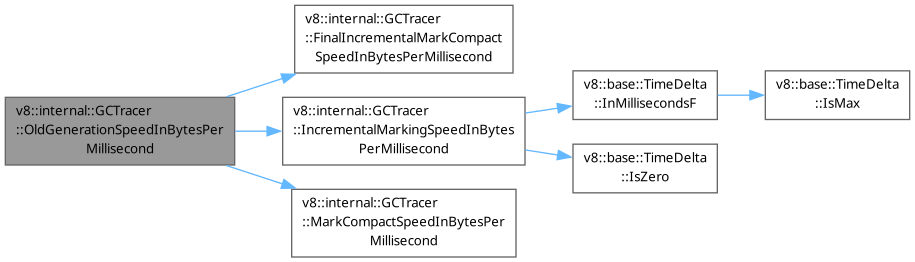 v8::internal::GCTracer
::OldGenerationSpeedInBytesPer
Millisecond
v8::internal::GCTracer
::FinalIncrementalMarkCompact
SpeedInBytesPerMillisecond
v8::internal::GCTracer
::IncrementalMarkingSpeedInBytes
PerMillisecond
v8::internal::GCTracer
::MarkCompactSpeedInBytesPer
Millisecond
v8::base::TimeDelta
::InMillisecondsF
v8::base::TimeDelta
::IsZero
v8::base::TimeDelta
::IsMax